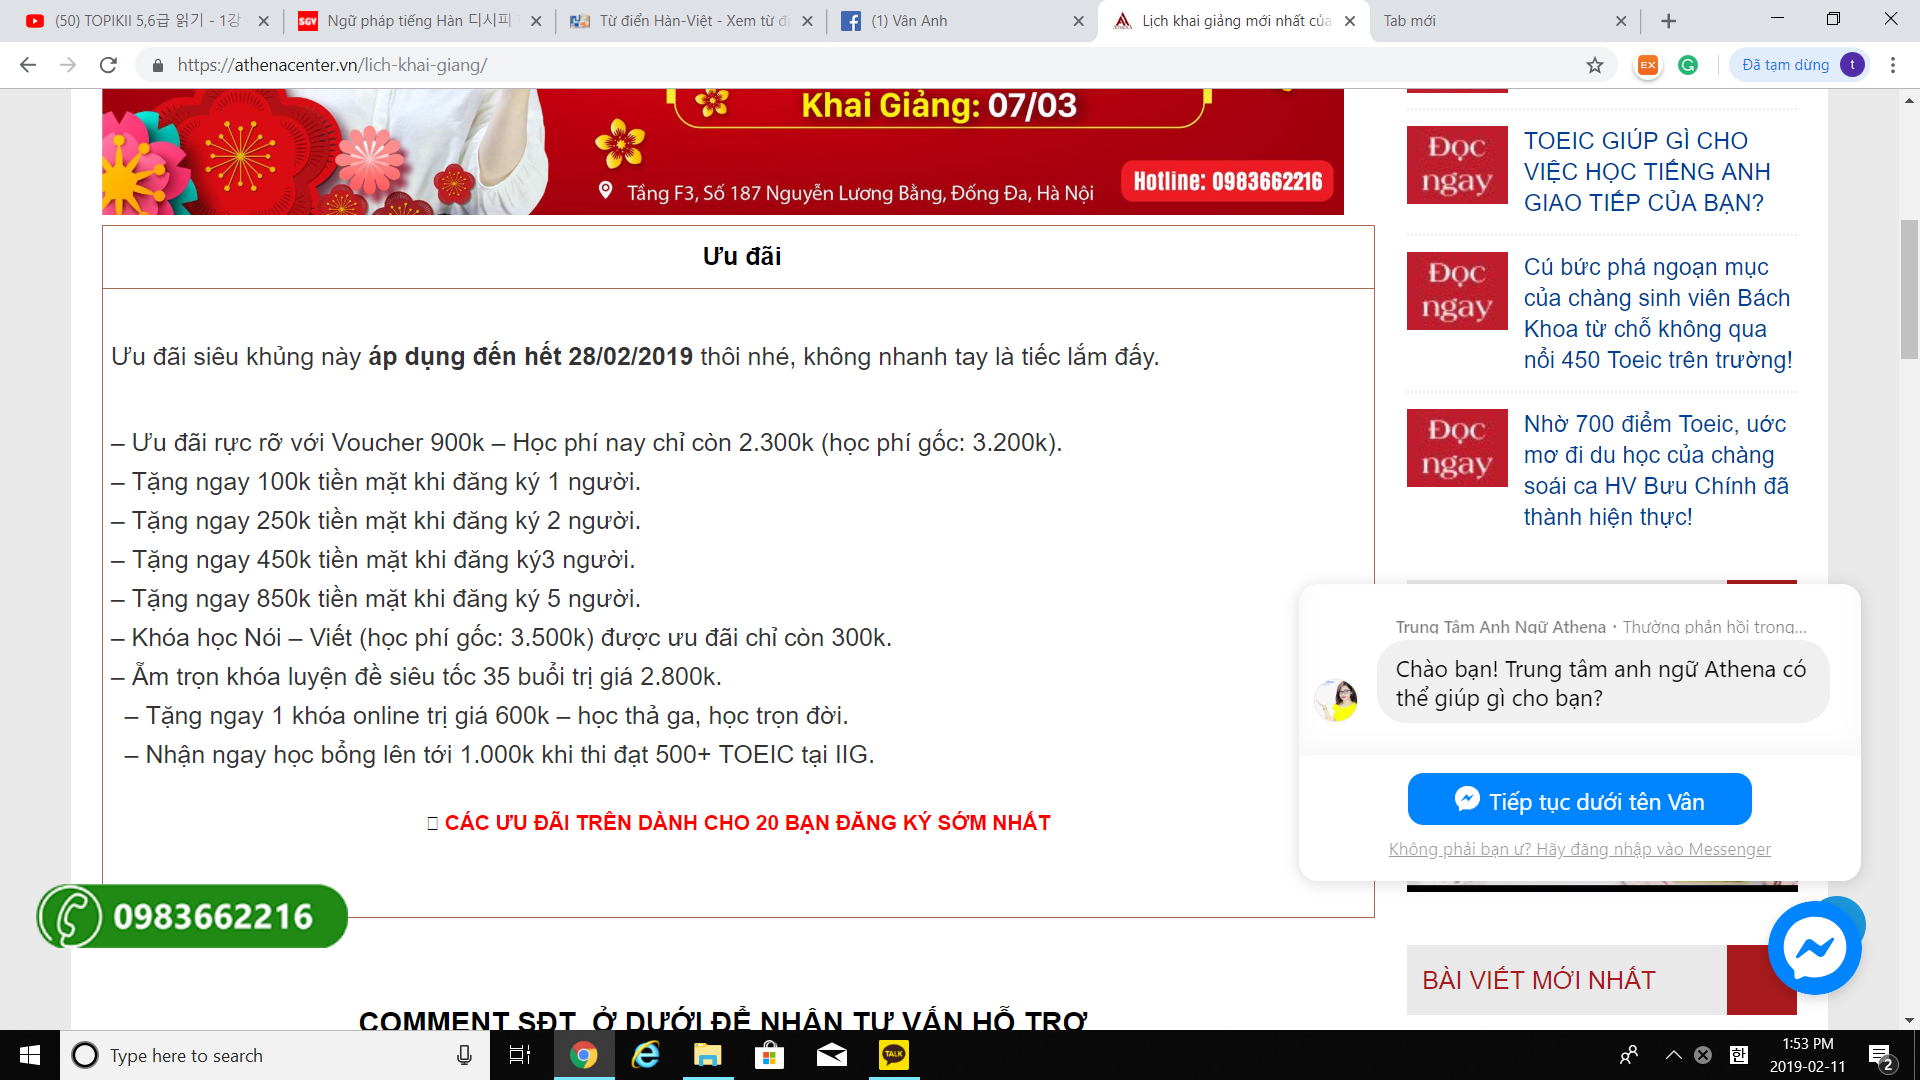 (50) TOPIKII 5,6급 읽기 - 1강
Ngữ pháp tiếng Hàn 디시피
Từ điển Hàn-Việt - Xem từ đi
(1) Vân Anh
Lịch khai giảng mới nhất của
Tab mới
https://athenacenter.vn/lich-khai-giang/
EX
Đã tạm dừng
t
Khai Giảng: 07/03
Tầng F3, Số 187 Nguyễn Lương Bằng, Đống Đa, Hà Nội
Hotline: 0983662216
Ưu đãi
Ưu đãi siêu khủng này áp dụng đến hết 28/02/2019 thôi nhé, không nhanh tay là tiếc lắm đấy.
– Ưu đãi rực rỡ với Voucher 900k – Học phí nay chỉ còn 2.300k (học phí gốc: 3.200k).
– Tặng ngay 100k tiền mặt khi đăng ký 1 người.
– Tặng ngay 250k tiền mặt khi đăng ký 2 người.
– Tặng ngay 450k tiền mặt khi đăng ký3 người.
– Tặng ngay 850k tiền mặt khi đăng ký 5 người.
– Khóa học Nói – Viết (học phí gốc: 3.500k) được ưu đãi chỉ còn 300k.
– Ẵm trọn khóa luyện đề siêu tốc 35 buổi trị giá 2.800k.
– Tặng ngay 1 khóa online trị giá 600k – học thả ga, học trọn đời.
– Nhận ngay học bổng lên tới 1.000k khi thi đạt 500+ TOEIC tại IIG.
CÁC ƯU ĐÃI TRÊN DÀNH CHO 20 BẠN ĐĂNG KÝ SỚM NHẤT
0983662216
COMMENT SĐT Ở DƯỚI ĐỂ NHẬN TƯ VẤN HỖ TRỢ
Đọc
ngay
TOEIC GIÚP GÌ CHO
VIỆC HỌC TIẾNG ANH
GIAO TIẾP CỦA BẠN?
Đọc
ngay
Cú bức phá ngoạn mục
của chàng sinh viên Bách
Khoa từ chỗ không qua
nổi 450 Toeic trên trường!
Đọc
ngay
Nhờ 700 điểm Toeic, ước
mơ đi du học của chàng
soái ca HV Bưu Chính đã
thành hiện thực!
Trung Tâm Anh Ngữ Athena · Thường phản hồi trong...
Chào bạn! Trung tâm anh ngữ Athena có
thể giúp gì cho bạn?
Tiếp tục dưới tên Vân
Không phải bạn ư? Hãy đăng nhập vào Messenger
BÀI VIẾT MỚI NHẤT
Type here to search
TALK
한
1:53 PM
2019-02-11
2